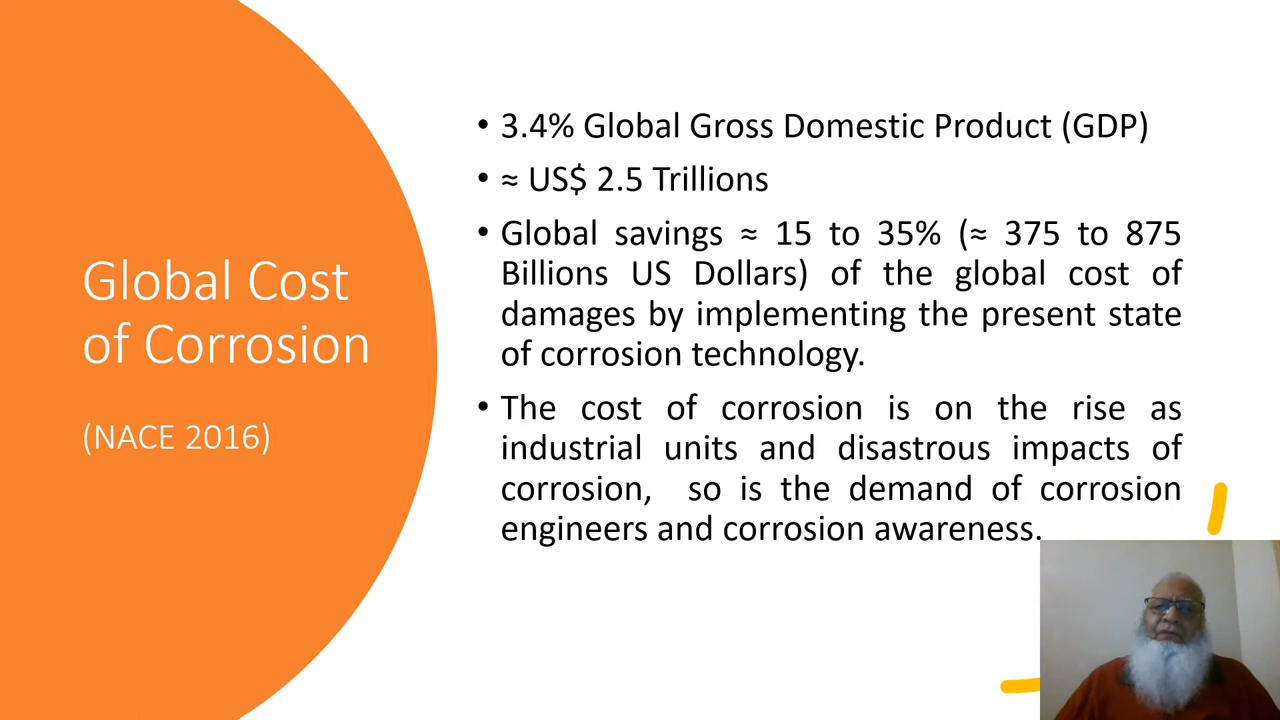 Global Cost
of Corrosion
(NACE 2016)
• 3.4% Global Gross Domestic Product (GDP)
• ≈ US$ 2.5 Trillions
• Global savings ≈ 15 to 35% (≈ 375 to 875
Billions US Dollars) of the global cost of
damages by implementing the present state
of corrosion technology.
• The cost of corrosion is on the rise as
industrial units and disastrous impacts of
corrosion, so is the demand of corrosion
engineers and corrosion awareness.